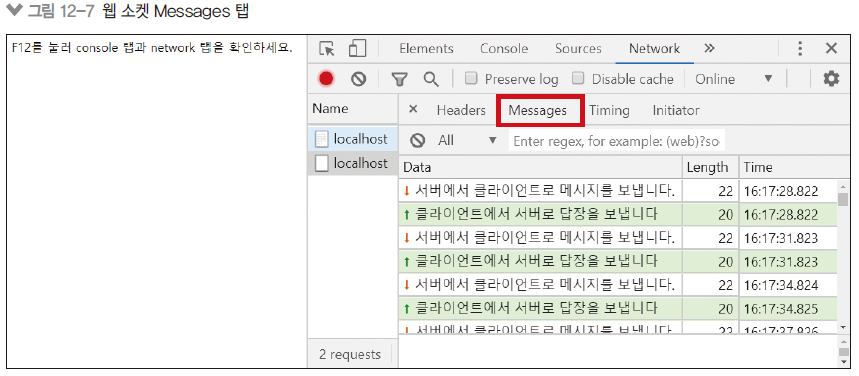 그림 12-7 웹 소켓 Messages 탭
F12를 눌러 console 탭과 network 탭을 확인하세요.
Elements Console Sources Network
Preserve log Disable cache Online
Name
localhost
localhost
2 requests
Headers Messages Timing Initiator
All Enter regex, for example: (web)?so
Data Length Time
서버에서 클라이언트로 메시지를 보냅니다. 22 16:17:28.822
클라이언트에서 서버로 답장을 보냅니다 20 16:17:28.822
서버에서 클라이언트로 메시지를 보냅니다. 22 16:17:31.823
클라이언트에서 서버로 답장을 보냅니다 20 16:17:31.823
서버에서 클라이언트로 메시지를 보냅니다. 22 16:17:34.824
클라이언트에서 서버로 답장을 보냅니다 20 16:17:34.825
서버에서 클라이언트로 메시지를 보냅니다.